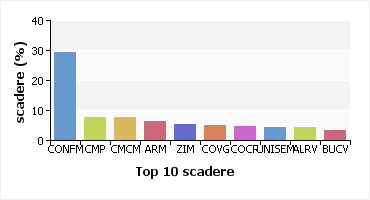 40
30
20
10
0
scadere (%)
CONFM CMP CMCM ARM ZIM COVG COCR UNISEM ALRV BUCV
Top 10 scadere